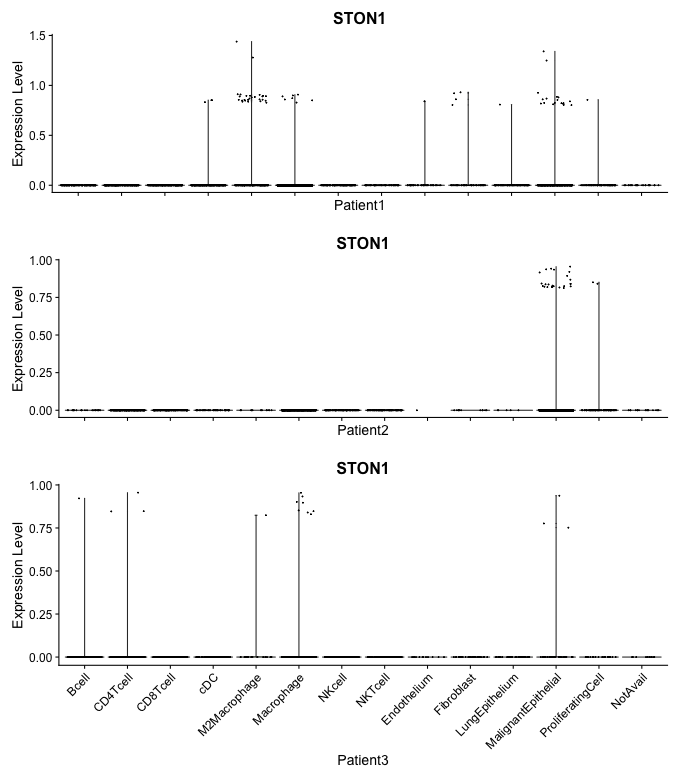 STON1
Expression Level
1.5
1.0
0.5
0.0
Patient1
STON1
Expression Level
1.00
0.75
0.50
0.25
0.00
Patient2
STON1
Expression Level
1.00
0.75
0.50
0.25
0.00
Bcell
CD4Tcell
CD8Tcell
cDC
M2Macrophage
Macrophage
NKcell
NKTcell
Endothelium
Fibroblast
LungEpithelium
MalignantEpithelial
ProliferatingCell
NotAvail
Patient3